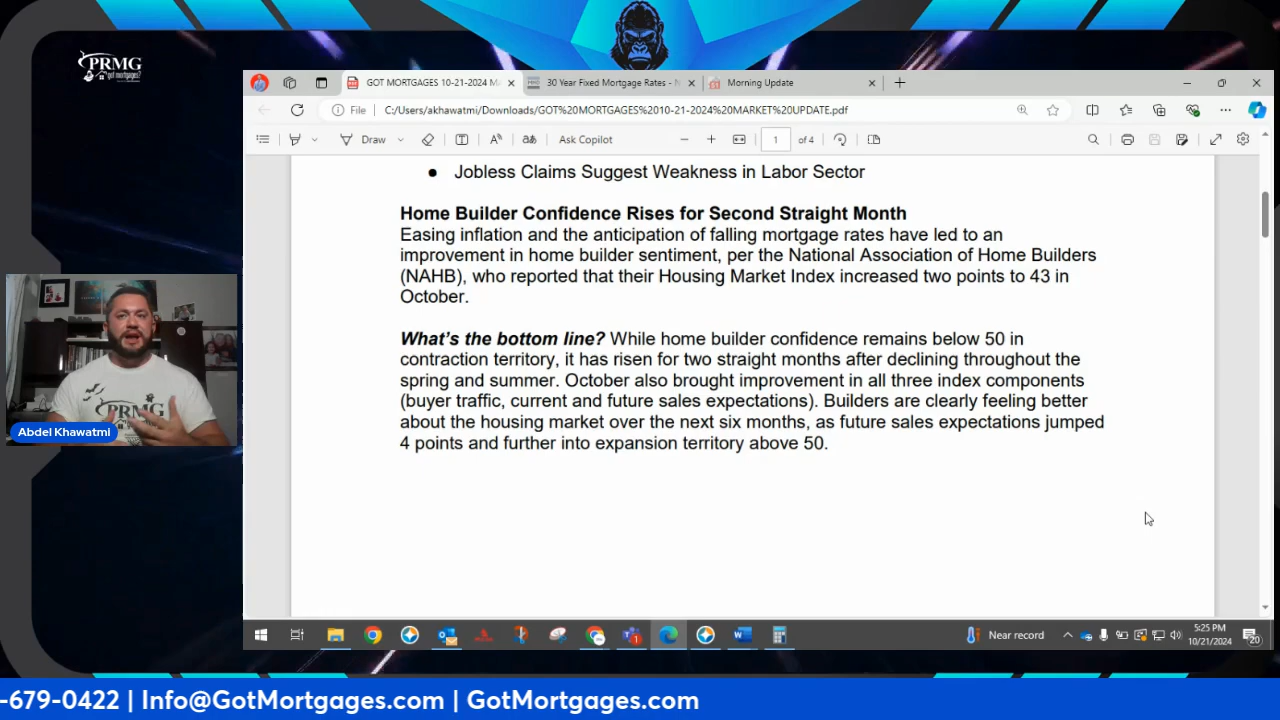 PRMG
got mortgages?
GOT MORTGAGES 10-21-2024 M
30 Year Fixed Mortgage Rates - N
Morning Update
File
C:/Users/akhawatmi/Downloads/GOT%20MORTGAGES%2010-21-2024%20MARKET%20UPDATE.pdf
Draw
Ask Copilot
1 of 4
• Jobless Claims Suggest Weakness in Labor Sector
Home Builder Confidence Rises for Second Straight Month
Easing inflation and the anticipation of falling mortgage rates have led to an
improvement in home builder sentiment, per the National Association of Home Builders
(NAHB), who reported that their Housing Market Index increased two points to 43 in
October.
What's the bottom line? While home builder confidence remains below 50 in
contraction territory, it has risen for two straight months after declining throughout the
spring and summer. October also brought improvement in all three index components
(buyer traffic, current and future sales expectations). Builders are clearly feeling better
about the housing market over the next six months, as future sales expectations jumped
4 points and further into expansion territory above 50.
PRMG
Abdel Khawatmi
Near record
5:25 PM
10/21/2024
20
-679-0422 | Info@GotMortgages.com | GotMortgages.com